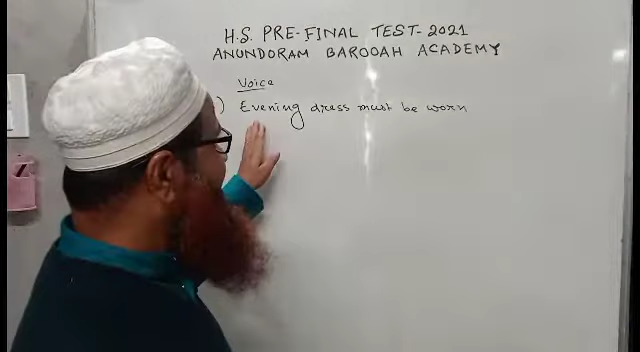 H.S. PRE-FINAL TEST-2021
ANUNDORAM BAROOAH ACADEMY
Voice
) Evening dress must be worn